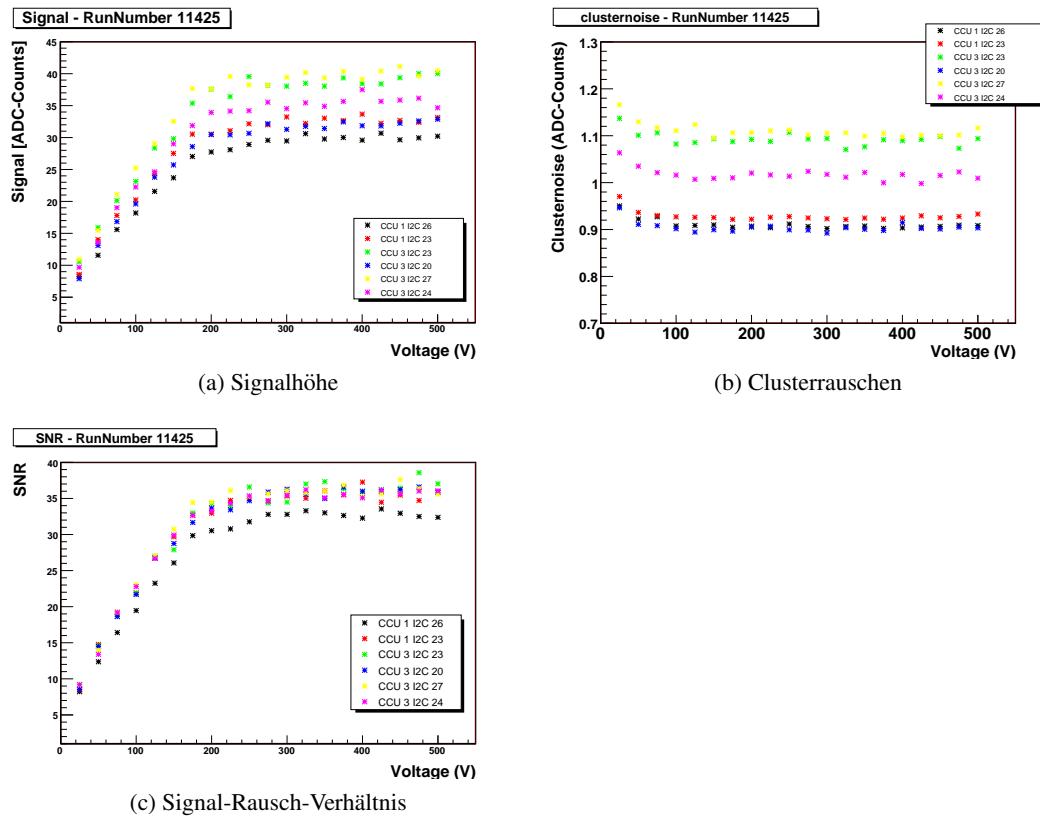 Signal - RunNumber 11425
Signal [ADC-Counts]
45
40
35
30
25
20
15
10
5
0 100 200 300 400 500
Voltage (V)
CCU 1 I2C 26
CCU 1 I2C 23
CCU 3 I2C 23
CCU 3 I2C 20
CCU 3 I2C 27
CCU 3 I2C 24
(a) Signalhöhe
clusternoise - RunNumber 11425
Clusternoise (ADC-Counts)
1.3
1.2
1.1
1
0.9
0.8
0.7
0 100 200 300 400 500
Voltage (V)
CCU 1 I2C 26
CCU 1 I2C 23
CCU 3 I2C 23
CCU 3 I2C 20
CCU 3 I2C 27
CCU 3 I2C 24
(b) Clusterrauschen
SNR - RunNumber 11425
SNR
40
35
30
25
20
15
10
5
0 100 200 300 400 500
Voltage (V)
CCU 1 I2C 26
CCU 1 I2C 23
CCU 3 I2C 23
CCU 3 I2C 20
CCU 3 I2C 27
CCU 3 I2C 24
(c) Signal-Rausch-Verhältnis